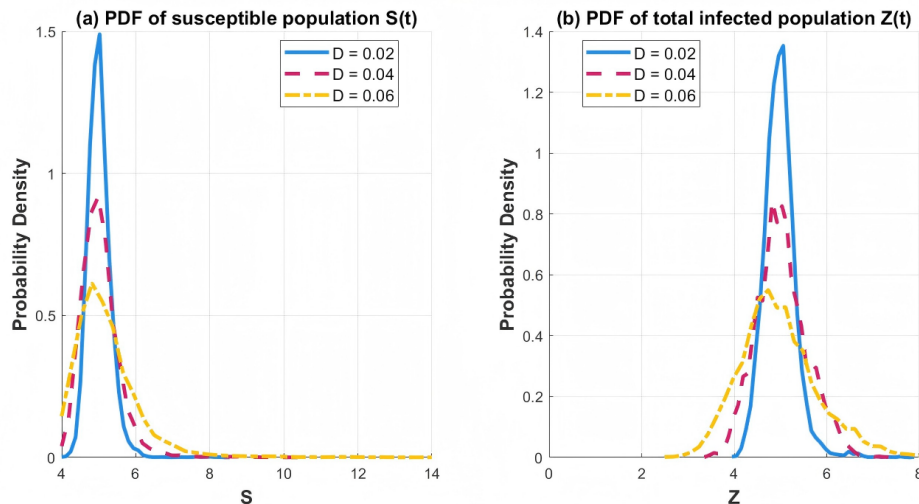 (a) PDF of susceptible population S(t)
1.5
1
0.5
0
Probability Density
4
6
8
10
12
14
S
D = 0.02
D = 0.04
D = 0.06
(b) PDF of total infected population Z(t)
1.4
1.2
1
0.8
0.6
0.4
0.2
0
Probability Density
0
2
4
6
8
Z
D = 0.02
D = 0.04
D = 0.06